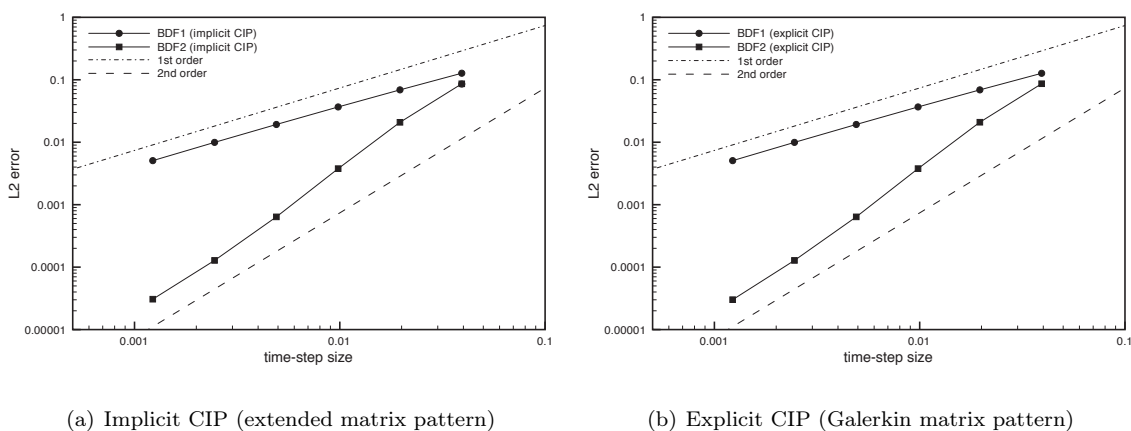 1
0.1
0.01
0.001
0.0001
0.00001
L2 error
BDF1 (implicit CIP)
BDF2 (implicit CIP)
1st order
2nd order
0.001
0.01
0.1
time-step size
(a) Implicit CIP (extended matrix pattern)
1
0.1
0.01
0.001
0.0001
0.00001
L2 error
BDF1 (explicit CIP)
BDF2 (explicit CIP)
1st order
2nd order
0.001
0.01
0.1
time-step size
(b) Explicit CIP (Galerkin matrix pattern)